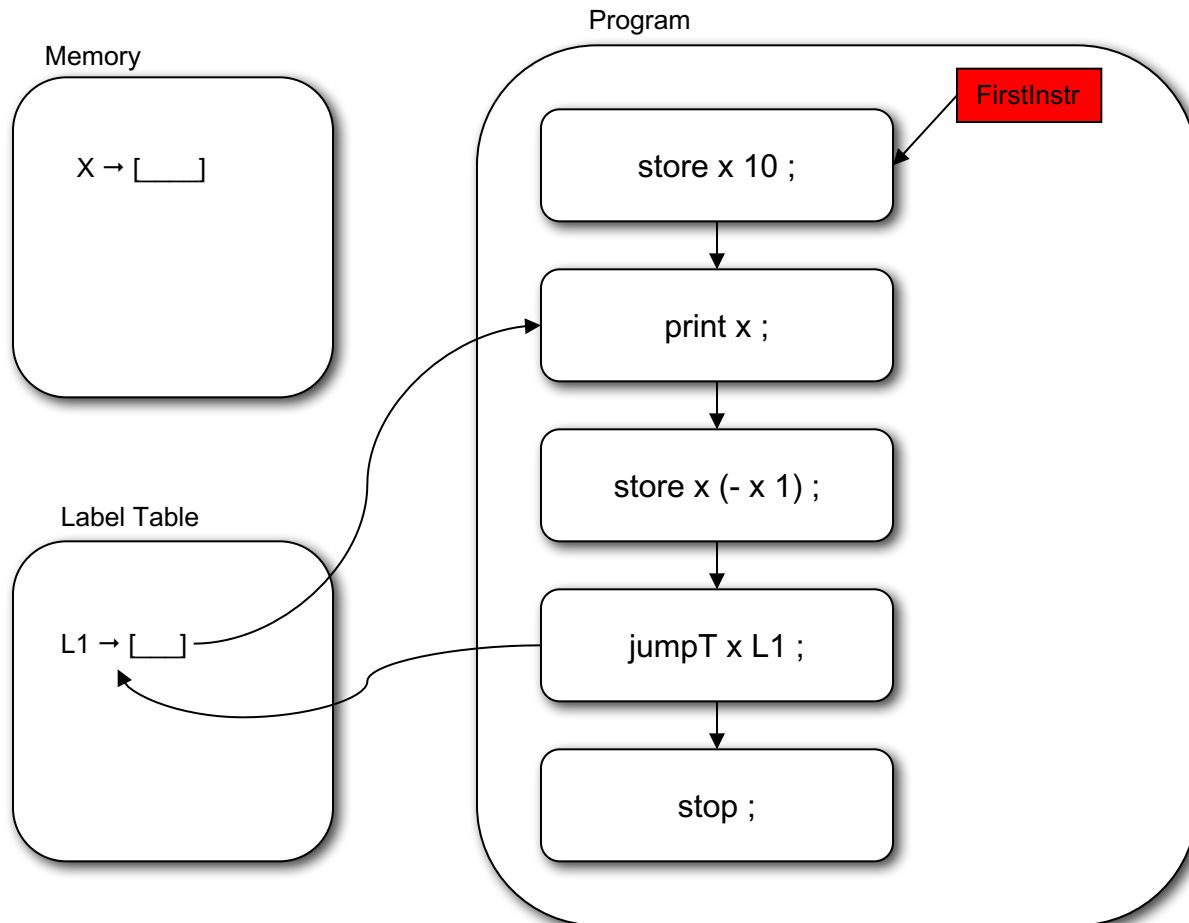 Program
Memory
FirstInstr
store x 10 ;
X → [____]
print x ;
store x (- x 1) ;
Label Table
L1 → [___]
jumpT x L1 ;
stop ;